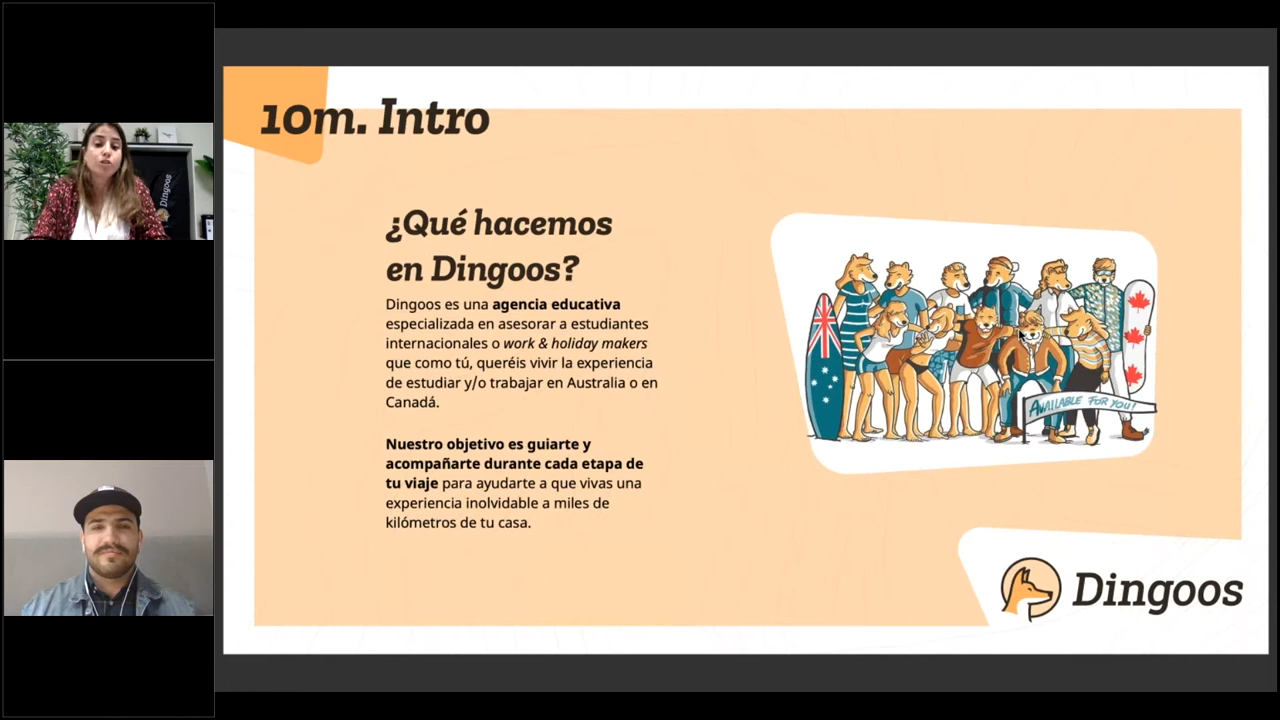 10m. Intro
¿Qué hacemos
en Dingoos?
Dingoos es una agencia educativa
especializada en asesorar a estudiantes
internacionales o work & holiday makers
que como tú, queréis vivir la experiencia
de estudiar y/o trabajar en Australia o en
Canadá.
Nuestro objetivo es guiarte y
acompañarte durante cada etapa de
tu viaje para ayudarte a que vivas una
experiencia inolvidable a miles de
kilómetros de tu casa.
AVAILABLE FOR YOU!
Dingoos
Dingoos